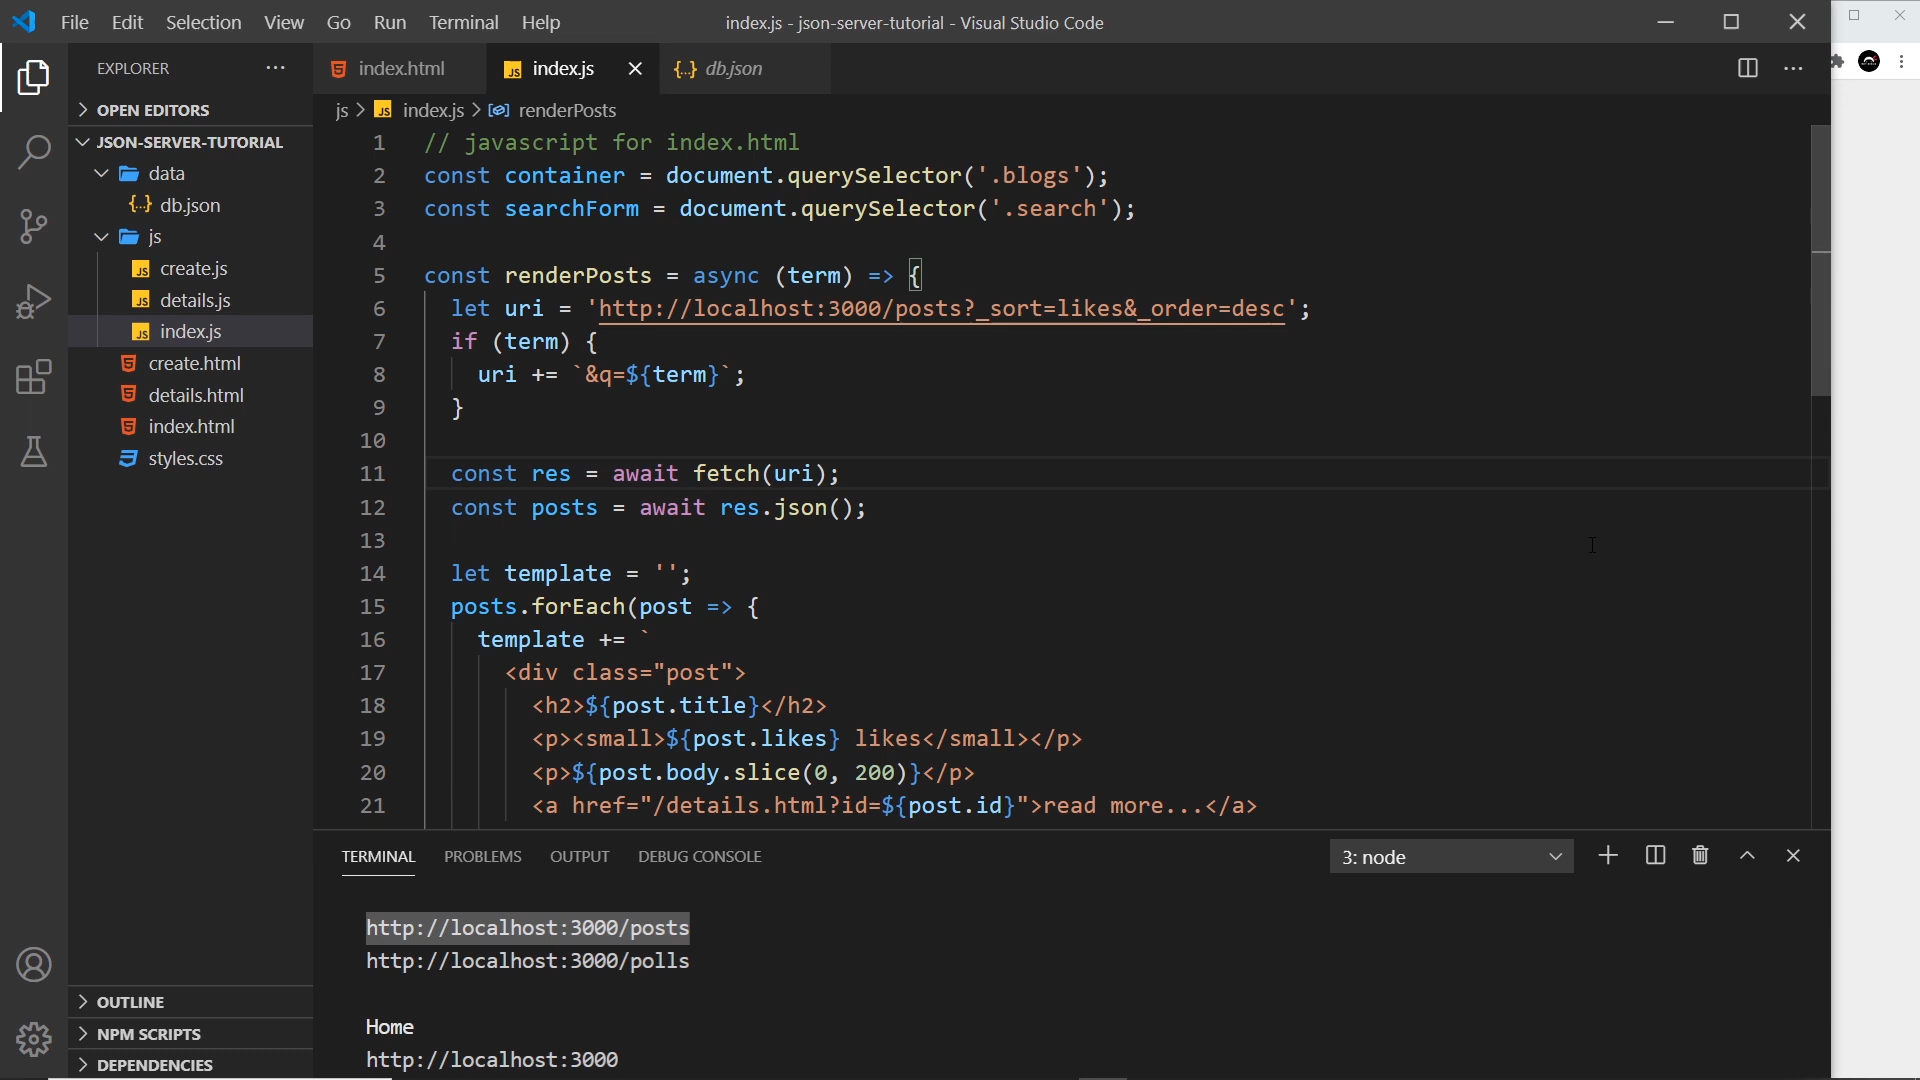 File Edit Selection View Go Run Terminal Help
index.js - json-server-tutorial - Visual Studio Code
EXPLORER
OPEN EDITORS
JSON-SERVER-TUTORIAL
data
{..} db.json
js
JS create.js
JS details.js
JS index.js
create.html
details.html
index.html
styles.css
OUTLINE
NPM SCRIPTS
DEPENDENCIES
index.html
JS index.js
{..} db.json
js > JS index.js > renderPosts
1 // javascript for index.html
2 const container = document.querySelector('.blogs');
3 const searchForm = document.querySelector('.search');
4
5 const renderPosts = async (term) => {
6 let uri = 'http://localhost:3000/posts?_sort=likes&_order=desc';
7 if (term) {
8 uri += `&q=${term}`;
9 }
10
11 const res = await fetch(uri);
12 const posts = await res.json();
13
14 let template = '';
15 posts.forEach(post => {
16 template += `
17 <div class="post">
18 <h2>${post.title}</h2>
19 <p><small>${post.likes} likes</small></p>
20 <p>${post.body.slice(0, 200)}</p>
21 <a href="/details.html?id=${post.id}">read more...</a>
TERMINAL PROBLEMS OUTPUT DEBUG CONSOLE
3: node
http://localhost:3000/posts
http://localhost:3000/polls
Home
http://localhost:3000